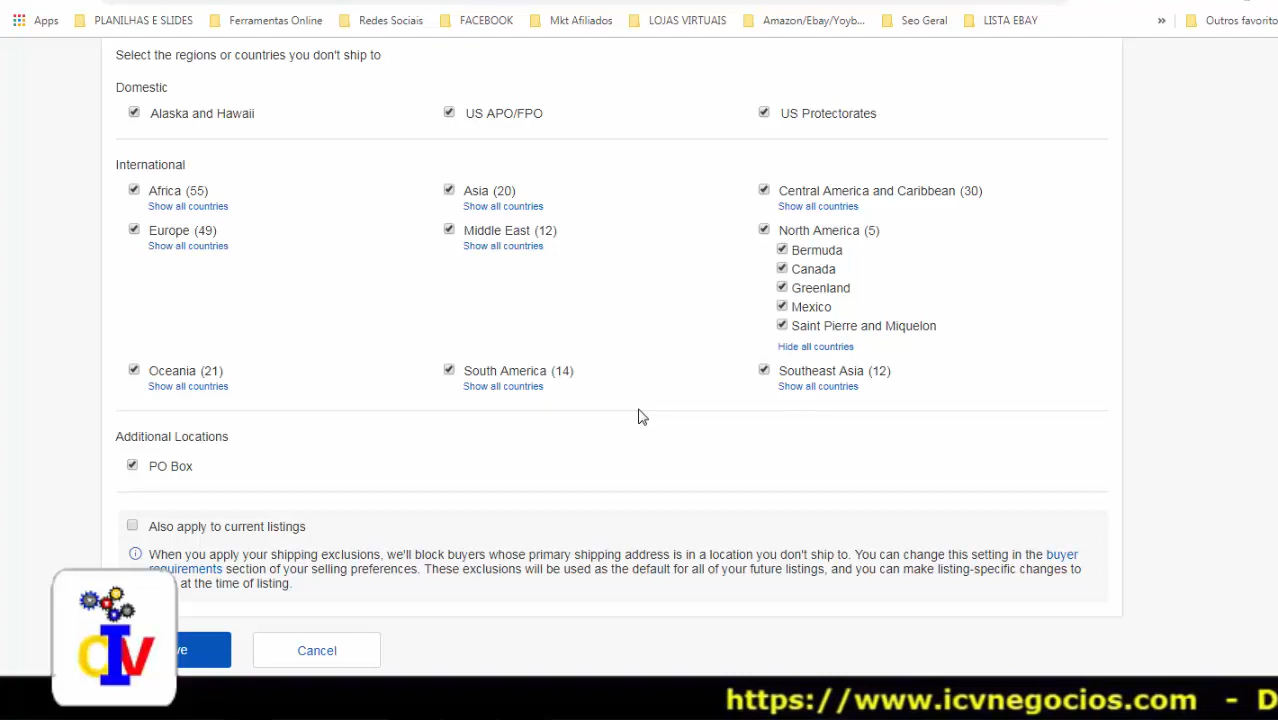 Apps PLANILHAS E SLIDES Ferramentas Online Redes Sociais FACEBOOK Mkt Afiliados LOJAS VIRTUAIS Amazon/Ebay/Yoyb... Seo Geral LISTA EBAY » Outros favorito
Select the regions or countries you don't ship to
Domestic
Alaska and Hawaii US APO/FPO US Protectorates
International
Africa (55) Asia (20) Central America and Caribbean (30)
Show all countries Show all countries Show all countries
Europe (49) Middle East (12) North America (5)
Show all countries Show all countries
Bermuda
Canada
Greenland
Mexico
Saint Pierre and Miquelon
Hide all countries
Oceania (21) South America (14) Southeast Asia (12)
Show all countries Show all countries Show all countries
Additional Locations
PO Box
Also apply to current listings
When you apply your shipping exclusions, we'll block buyers whose primary shipping address is in a location you don't ship to. You can change this setting in the buyer
requirements section of your selling preferences. These exclusions will be used as the default for all of your future listings, and you can make listing-specific changes to
at the time of listing.
ve Cancel
CIV
https://www.icvnegocios.com - D